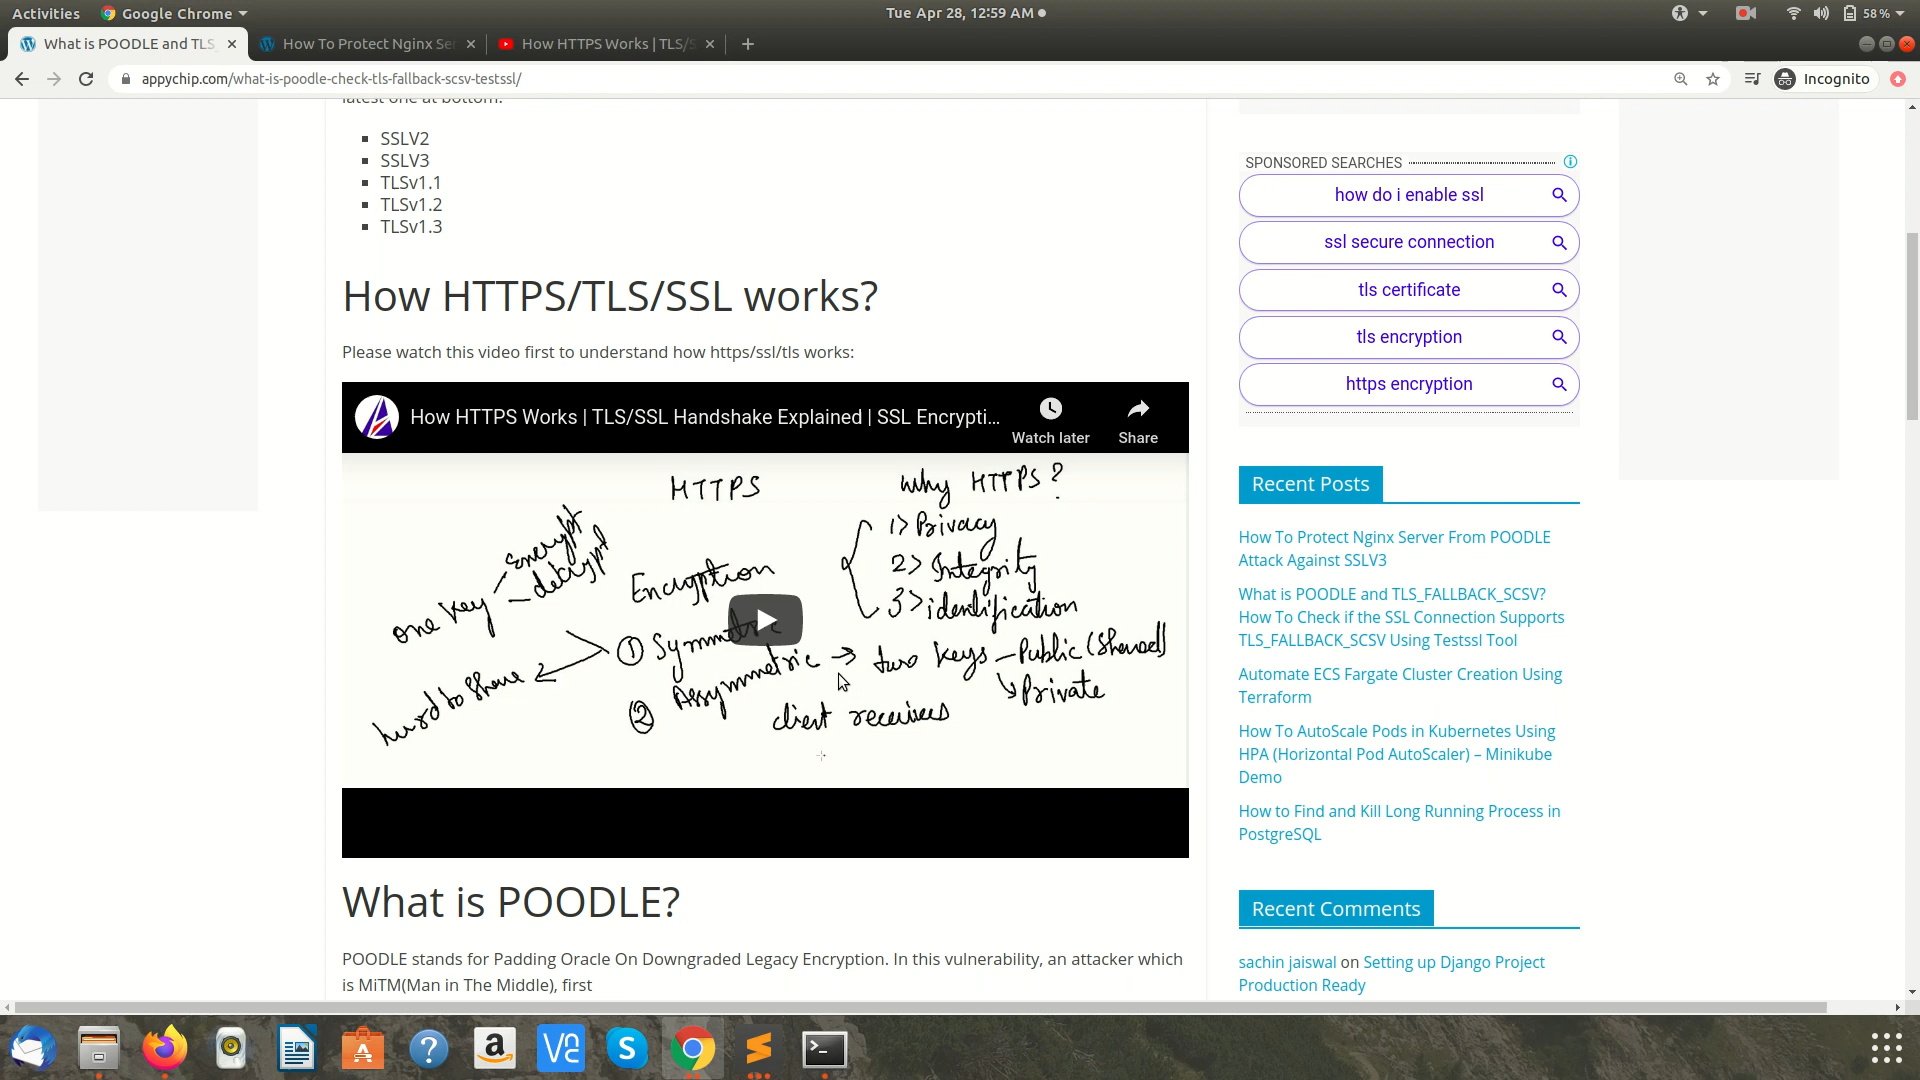 Activities
Google Chrome
Tue Apr 28, 12:59 AM
58 %
What is POODLE and TLS
How To Protect Nginx Ser
How HTTPS Works | TLS/S
appychip.com/what-is-poodle-check-tls-fallback-scsv-testssl/
Incognito
latest one at bottom:
SSLV2
SSLV3
TLSv1.1
TLSv1.2
TLSv1.3
How HTTPS/TLS/SSL works?
Please watch this video first to understand how https/ssl/tls works:
How HTTPS Works | TLS/SSL Handshake Explained | SSL Encrypti...
Watch later
Share
HTTPS
Why HTTPS?
1> Privacy
2> Integrity
3> identification
one key
encrypt
decrypt
Encryption
① Symmetric
hard to share
② Assymmetric → two keys
Public (Shared)
Private
client receives
What is POODLE?
POODLE stands for Padding Oracle On Downgraded Legacy Encryption. In this vulnerability, an attacker which
is MiTM(Man in The Middle), first
SPONSORED SEARCHES
how do i enable ssl
ssl secure connection
tls certificate
tls encryption
https encryption
Recent Posts
How To Protect Nginx Server From POODLE
Attack Against SSLV3
What is POODLE and TLS_FALLBACK_SCSV?
How To Check if the SSL Connection Supports
TLS_FALLBACK_SCSV Using Testssl Tool
Automate ECS Fargate Cluster Creation Using
Terraform
How To AutoScale Pods in Kubernetes Using
HPA (Horizontal Pod AutoScaler) – Minikube
Demo
How to Find and Kill Long Running Process in
PostgreSQL
Recent Comments
sachin jaiswal on Setting up Django Project
Production Ready